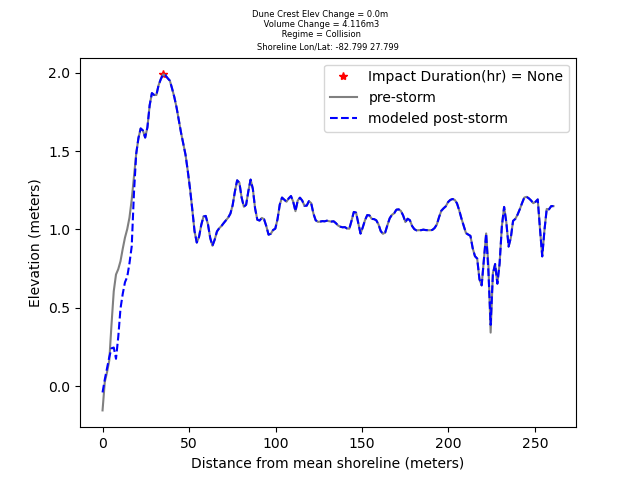 Dune Crest Elev Change = 0.0m
Volume Change = 4.116m3
Regime = Collision
Shoreline Lon/Lat: -82.799 27.799
Impact Duration(hr) = None
pre-storm
modeled post-storm
Elevation (meters)
2.0
1.5
1.0
0.5
0.0
0 50 100 150 200 250
Distance from mean shoreline (meters)